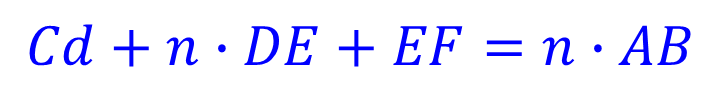 Cd + n · DE + EF = n · AB